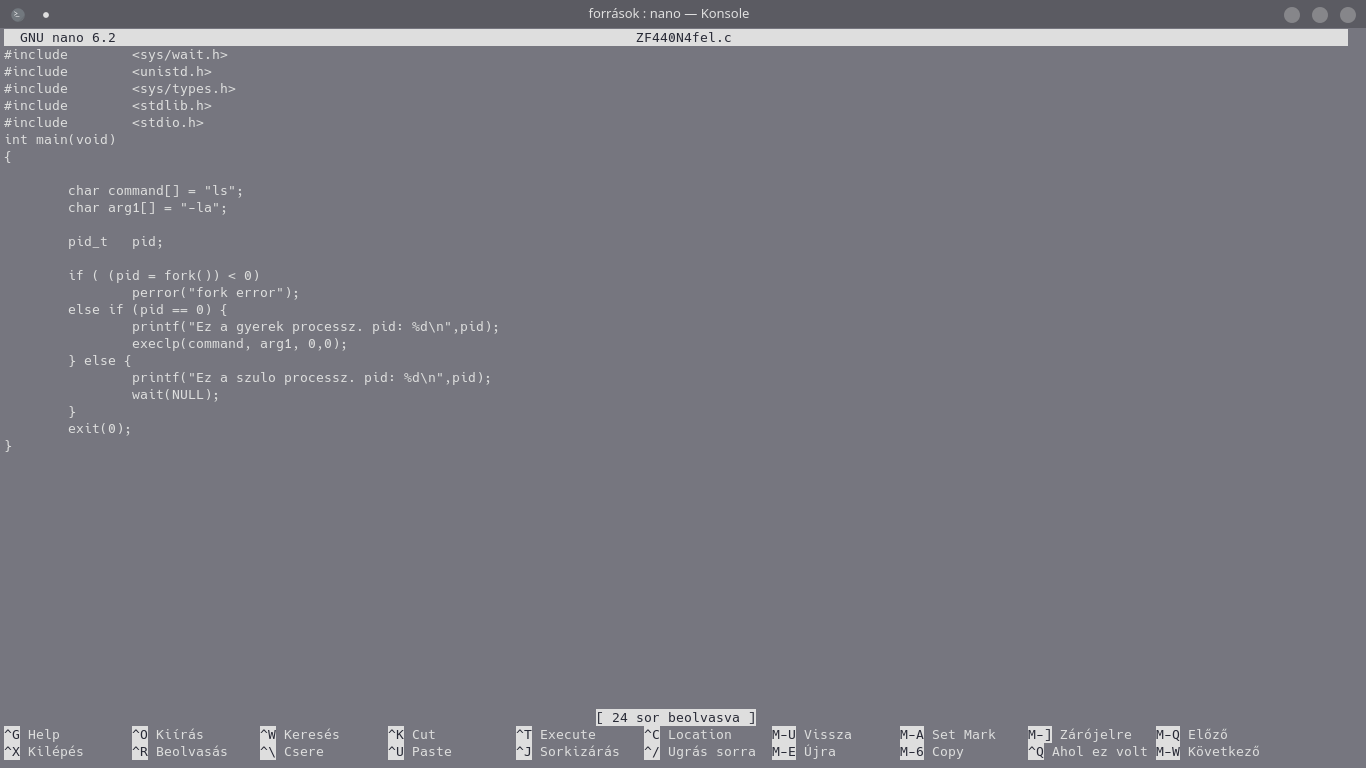 források : nano — Konsole
GNU nano 6.2 ZF440N4fel.c
#include        <sys/wait.h>
#include        <unistd.h>
#include        <sys/types.h>
#include        <stdlib.h>
#include        <stdio.h>
int main(void)
{
        char command[] = "ls";
        char arg1[] = "-la";
        pid_t   pid;
        if ( (pid = fork()) < 0)
                perror("fork error");
        else if (pid == 0) {
                printf("Ez a gyerek processz. pid: %d\n",pid);
                execlp(command, arg1, 0,0);
        } else {
                printf("Ez a szulo processz. pid: %d\n",pid);
                wait(NULL);
        }
        exit(0);
}
[ 24 sor beolvasva ]
^G Help ^O Kiírás ^W Keresés ^K Cut ^T Execute ^C Location M-U Vissza M-A Set Mark M-] Zárójelre M-Q Előző
^X Kilépés ^R Beolvasás ^\ Csere ^U Paste ^J Sorkizárás ^/ Ugrás sorra M-E Újra M-6 Copy ^Q Ahol ez volt M-W Következő